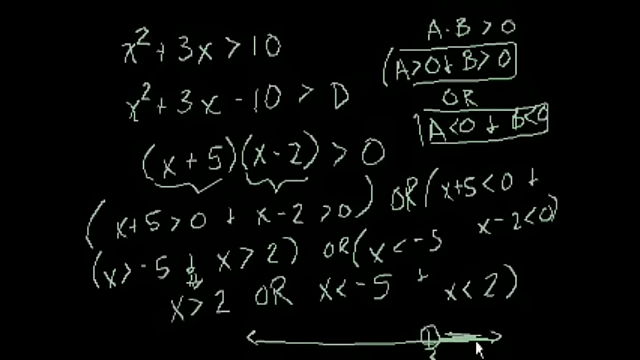 x² + 3x > 10
x² + 3x - 10 > 0
(x + 5)(x - 2) > 0
(x + 5 > 0 + x - 2 > 0) OR (x + 5 < 0 +
x - 2 < 0)
(x > -5 + x > 2) OR (x < -5
x > 2 OR x < -5 + x < 2)
A·B > 0
(A > 0 + B > 0)
OR
(A < 0 + B < 0)
2